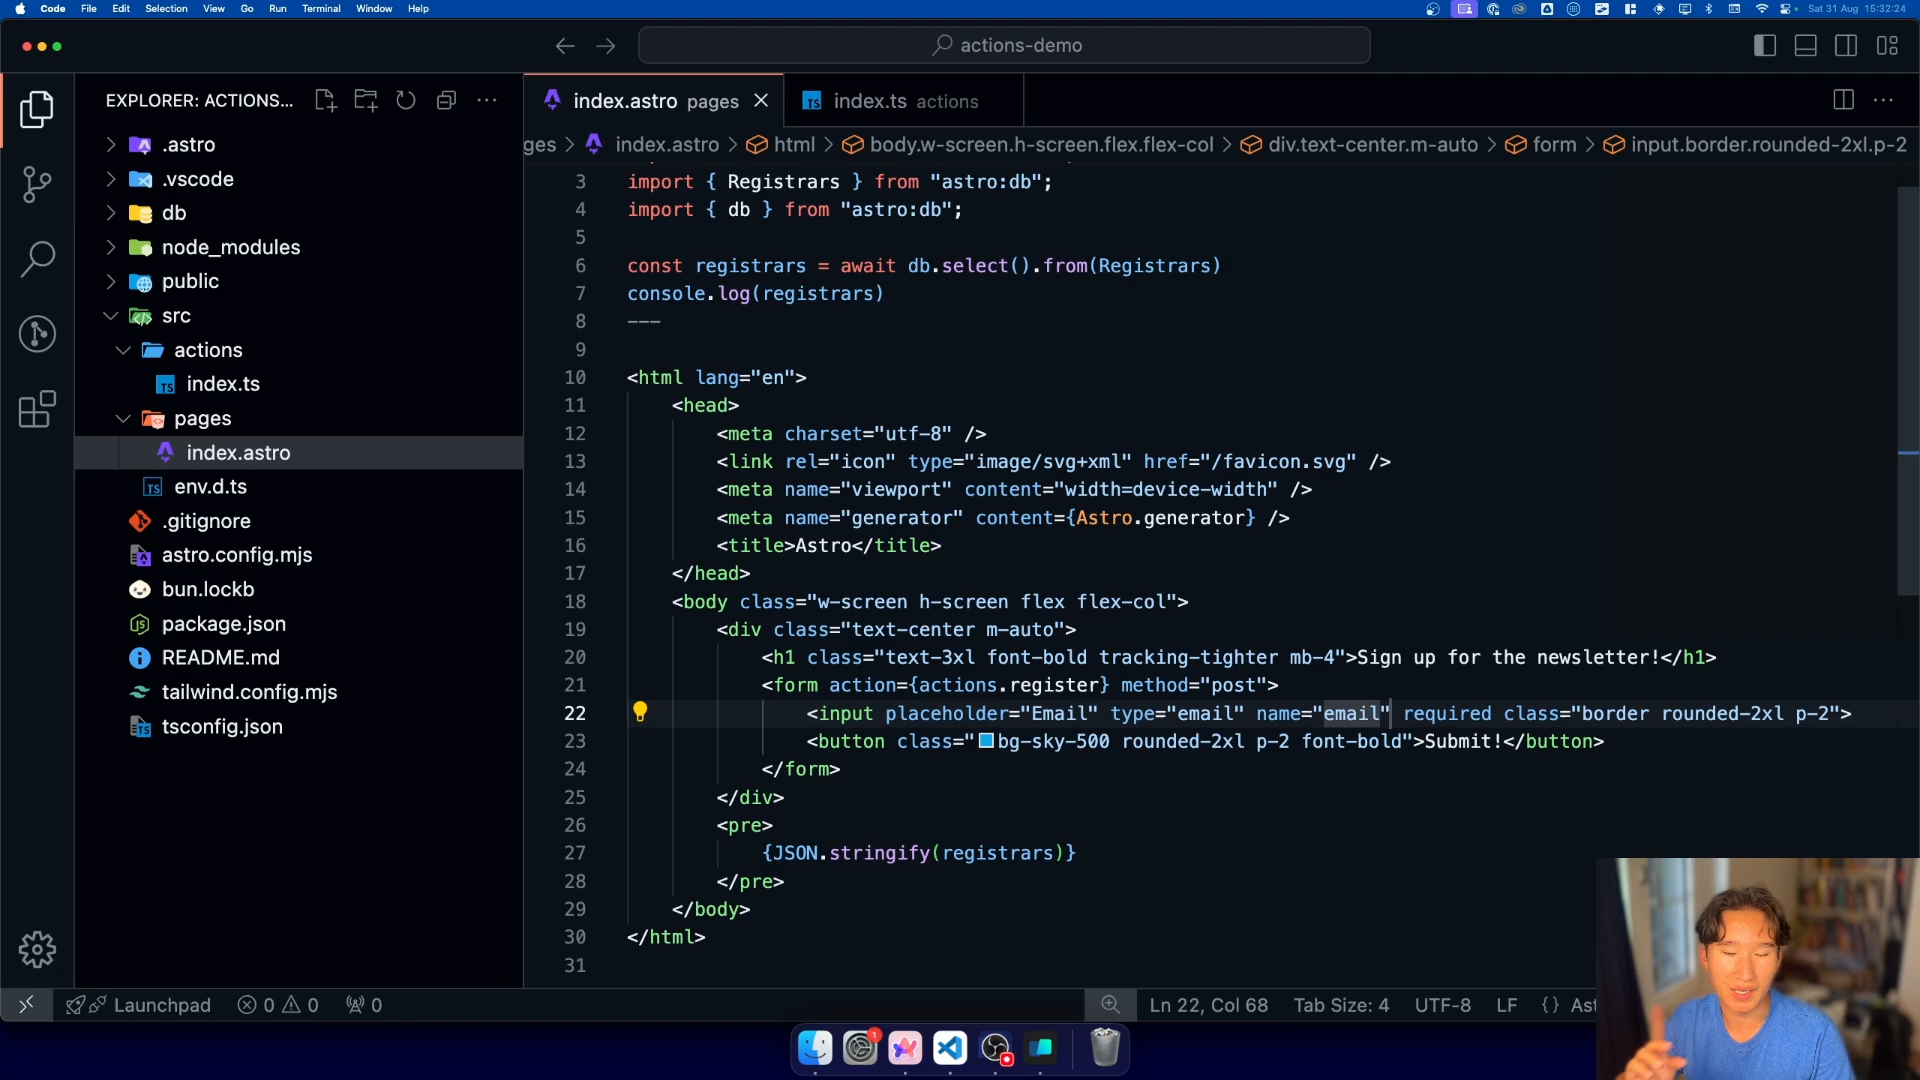 Code File Edit Selection View Go Run Terminal Window Help
Sat 31 Aug 15:32:24
actions-demo
EXPLORER: ACTIONS...
index.astro pages
index.ts actions
ges > index.astro > html > body.w-screen.h-screen.flex.flex-col > div.text-center.m-auto > form > input.border.rounded-2xl.p-2
.astro
.vscode
db
node_modules
public
src
actions
index.ts
pages
index.astro
env.d.ts
.gitignore
astro.config.mjs
bun.lockb
package.json
README.md
tailwind.config.mjs
tsconfig.json
3 import { Registrars } from "astro:db";
4 import { db } from "astro:db";
5
6 const registrars = await db.select().from(Registrars)
7 console.log(registrars)
8 ---
9
10 <html lang="en">
11 <head>
12 <meta charset="utf-8" />
13 <link rel="icon" type="image/svg+xml" href="/favicon.svg" />
14 <meta name="viewport" content="width=device-width" />
15 <meta name="generator" content={Astro.generator} />
16 <title>Astro</title>
17 </head>
18 <body class="w-screen h-screen flex flex-col">
19 <div class="text-center m-auto">
20 <h1 class="text-3xl font-bold tracking-tighter mb-4">Sign up for the newsletter!</h1>
21 <form action={actions.register} method="post">
22 <input placeholder="Email" type="email" name="email" required class="border rounded-2xl p-2">
23 <button class="bg-sky-500 rounded-2xl p-2 font-bold">Submit!</button>
24 </form>
25 </div>
26 <pre>
27 {JSON.stringify(registrars)}
28 </pre>
29 </body>
30 </html>
31
Launchpad 0 0 0
Ln 22, Col 68 Tab Size: 4 UTF-8 LF {} Ast
1